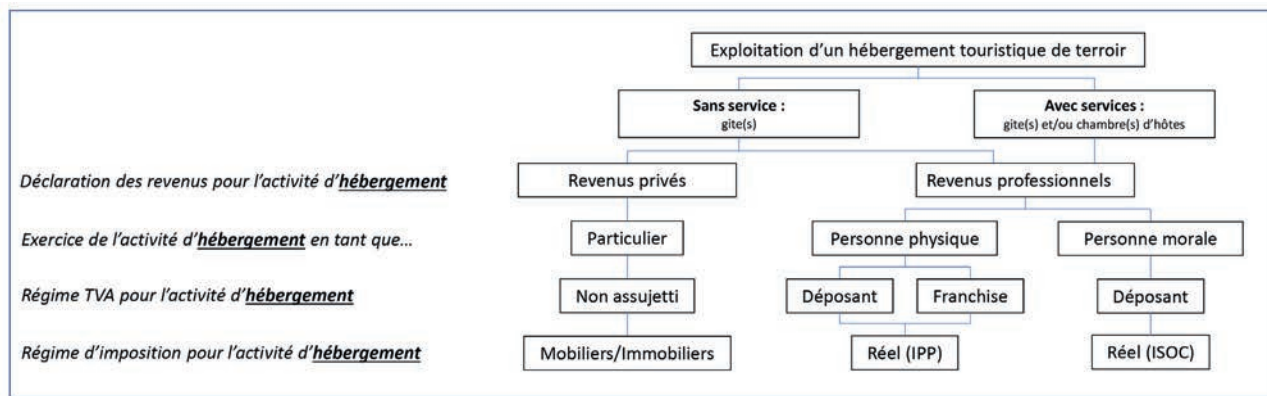 Exploitation d'un hébergement touristique de terroir
Sans service :
gite(s)
Avec services :
gite(s) et/ou chambre(s) d'hôtes
Déclaration des revenus pour l'activité d'hébergement
Revenus privés
Revenus professionnels
Exercice de l'activité d'hébergement en tant que...
Particulier
Personne physique
Personne morale
Régime TVA pour l'activité d'hébergement
Non assujetti
Déposant
Franchise
Déposant
Régime d'imposition pour l'activité d'hébergement
Mobiliers/Immobiliers
Réel (IPP)
Réel (ISOC)